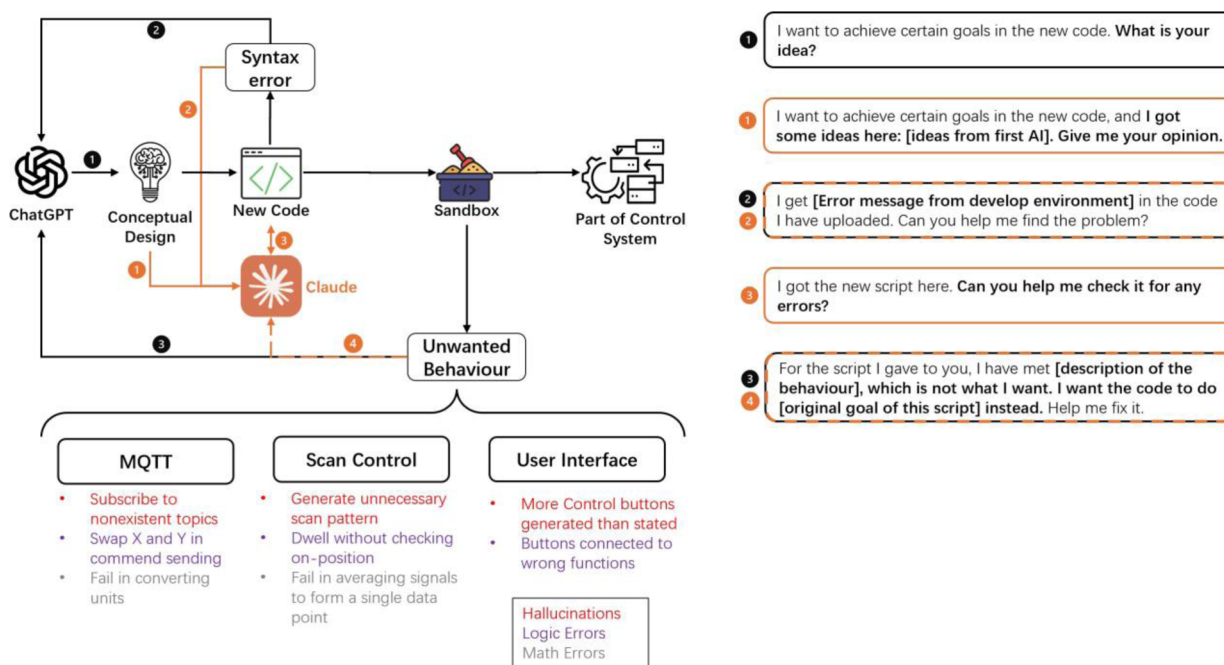 2
Syntax
error
2
1
ChatGPT
Conceptual
Design
New Code
Sandbox
Part of Control
System
3
1
Claude
3
4
Unwanted
Behaviour
MQTT
Subscribe to
nonexistent topics
Swap X and Y in
commend sending
Fail in converting
units
Scan Control
Generate unnecessary
scan pattern
Dwell without checking
on-position
Fail in averaging signals
to form a single data
point
User Interface
More Control buttons
generated than stated
Buttons connected to
wrong functions
Hallucinations
Logic Errors
Math Errors
1
I want to achieve certain goals in the new code. What is your
idea?
1
I want to achieve certain goals in the new code, and I got
some ideas here: [ideas from first AI]. Give me your opinion.
2
2
I get [Error message from develop environment] in the code
I have uploaded. Can you help me find the problem?
3
I got the new script here. Can you help me check it for any
errors?
3
4
For the script I gave to you, I have met [description of the
behaviour], which is not what I want. I want the code to do
[original goal of this script] instead. Help me fix it.